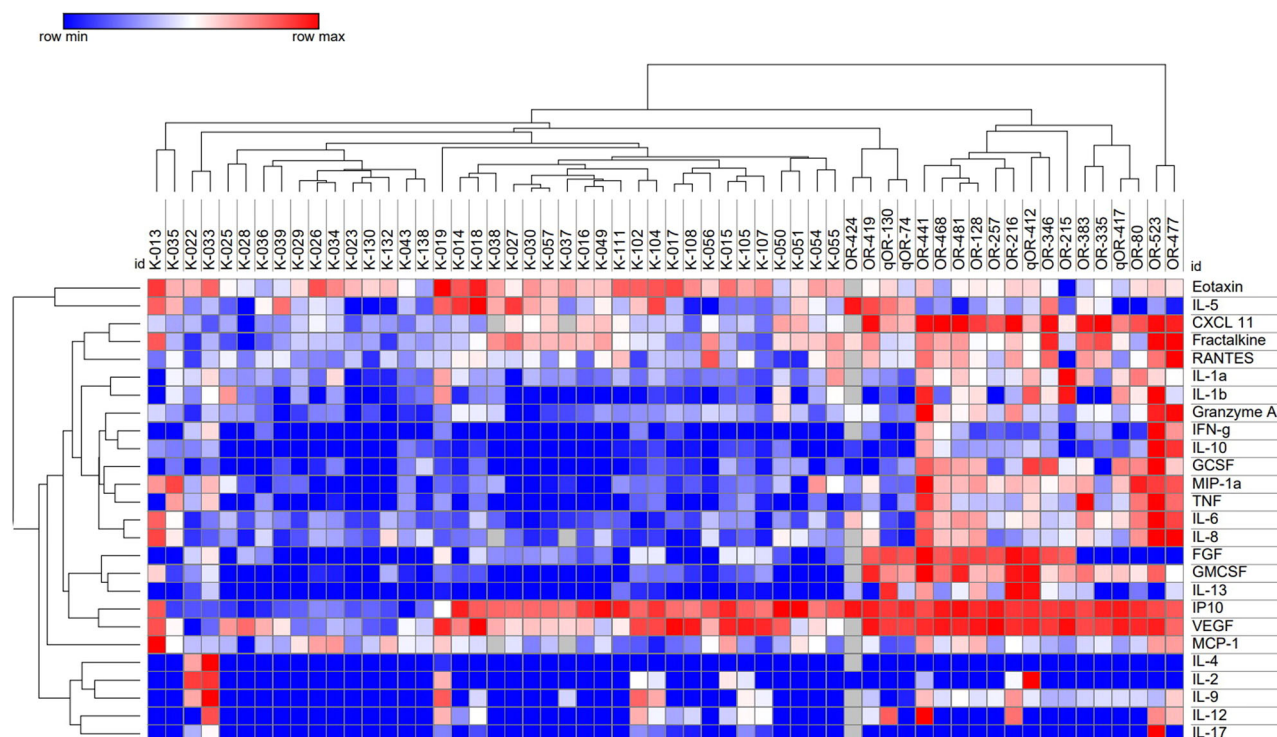 row min row max
id K-013 K-035 K-022 K-033 K-025 K-028 K-036 K-039 K-029 K-026 K-034 K-023 K-130 K-132 K-043 K-138 K-019 K-014 K-018 K-038 K-027 K-030 K-057 K-037 K-016 K-049 K-111 K-102 K-104 K-017 K-108 K-056 K-015 K-105 K-107 K-050 K-051 K-054 K-055 OR-424 OR-419 qOR-130 qOR-74 OR-441 OR-468 OR-481 OR-128 OR-257 OR-216 qOR-412 OR-346 OR-215 OR-383 OR-335 qOR-417 OR-80 OR-523 OR-477 id
Eotaxin
IL-5
CXCL 11
Fractalkine
RANTES
IL-1a
IL-1b
Granzyme A
IFN-g
IL-10
GCSF
MIP-1a
TNF
IL-6
IL-8
FGF
GMCSF
IL-13
IP10
VEGF
MCP-1
IL-4
IL-2
IL-9
IL-12
IL-17